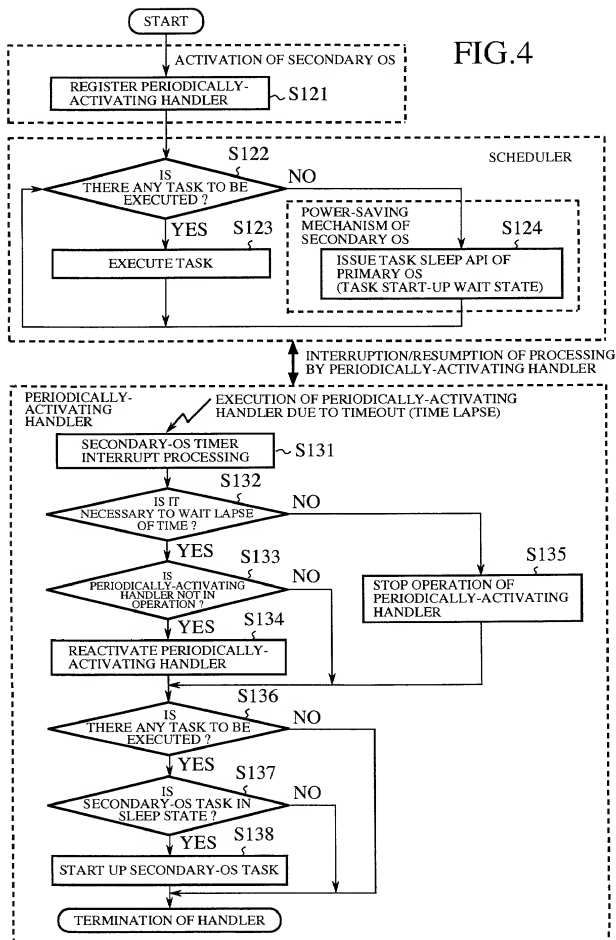 START
FIG.4
ACTIVATION OF SECONDARY OS
REGISTER PERIODICALLY-
ACTIVATING HANDLER
S121
S122
SCHEDULER
IS
THERE ANY TASK TO BE
EXECUTED ?
NO
YES
S123
EXECUTE TASK
POWER-SAVING
MECHANISM OF
SECONDARY OS
S124
ISSUE TASK SLEEP API OF
PRIMARY OS
(TASK START-UP WAIT STATE)
INTERRUPTION/RESUMPTION OF PROCESSING
BY PERIODICALLY-ACTIVATING HANDLER
PERIODICALLY-
ACTIVATING
HANDLER
EXECUTION OF PERIODICALLY-ACTIVATING
HANDLER DUE TO TIMEOUT (TIME LAPSE)
SECONDARY-OS TIMER
INTERRUPT PROCESSING
S131
S132
IS IT
NECESSARY TO WAIT LAPSE
OF TIME ?
NO
YES
S133
IS
PERIODICALLY-ACTIVATING
HANDLER NOT IN
OPERATION ?
NO
S135
STOP OPERATION OF
PERIODICALLY-ACTIVATING
HANDLER
YES
S134
REACTIVATE PERIODICALLY-
ACTIVATING HANDLER
S136
IS
THERE ANY TASK TO BE
EXECUTED ?
NO
YES
S137
IS
SECONDARY-OS TASK IN
SLEEP STATE ?
NO
YES
S138
START UP SECONDARY-OS TASK
TERMINATION OF HANDLER